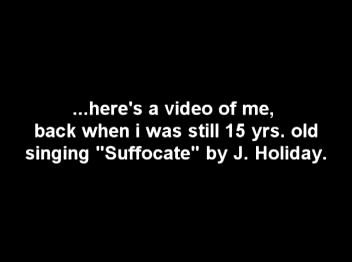 ...here's a video of me,
back when i was still 15 yrs. old
singing "Suffocate" by J. Holiday.